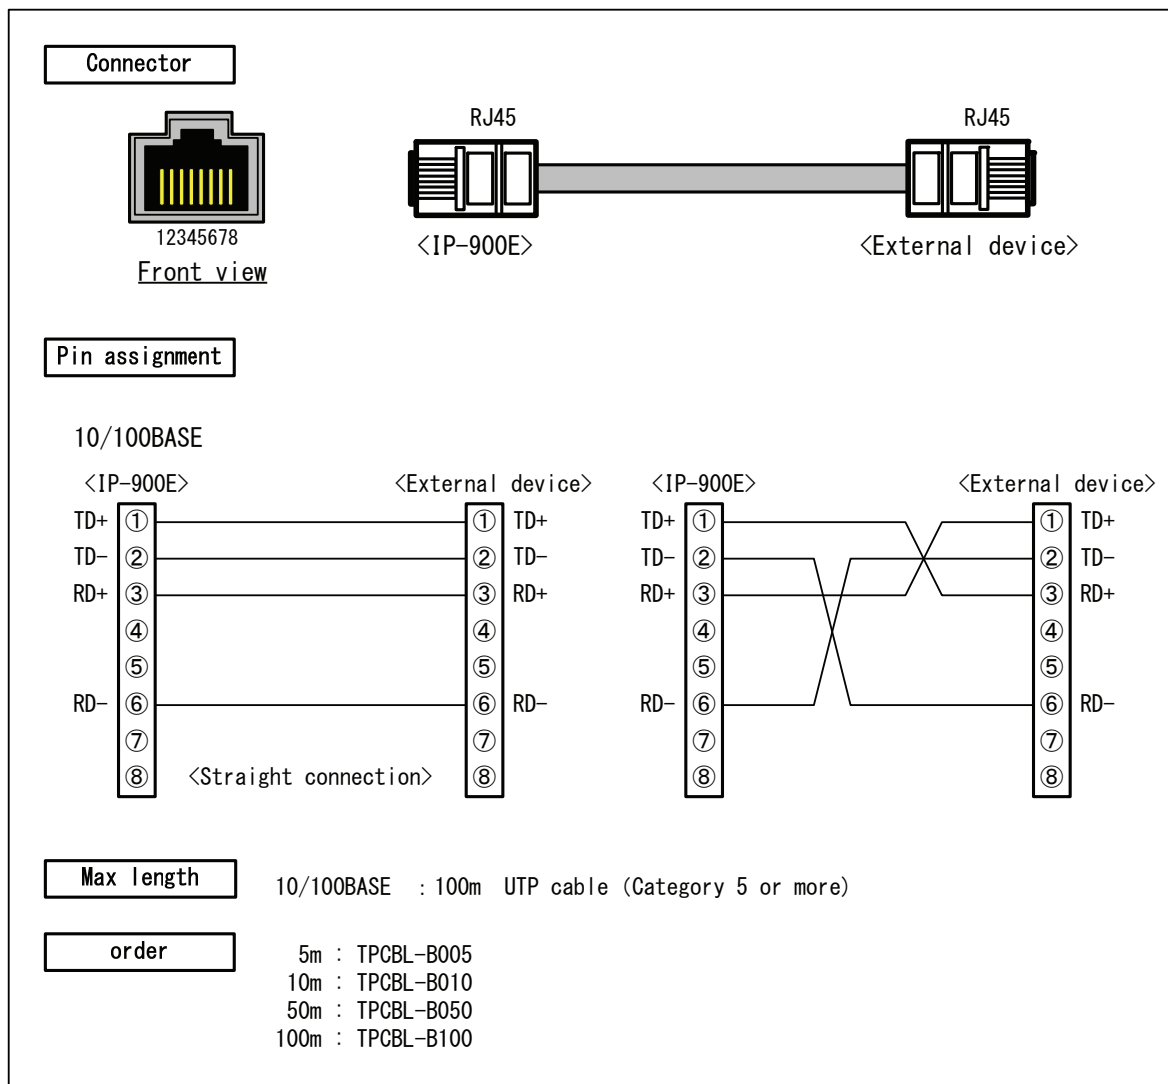 Connector
RJ45 RJ45
12345678
Front view
<IP-900E> <External device>
Pin assignment
10/100BASE
<IP-900E> <External device> <IP-900E> <External device>
TD+ ① ① TD+ TD+ ① ① TD+
TD- ② ② TD- TD- ② ② TD-
RD+ ③ ③ RD+ RD+ ③ ③ RD+
④ ④ ④ ④
⑤ ⑤ ⑤ ⑤
RD- ⑥ ⑥ RD- RD- ⑥ ⑥ RD-
⑦ ⑦ ⑦ ⑦
⑧ <Straight connection> ⑧ ⑧ ⑧
Max length 10/100BASE : 100m UTP cable (Category 5 or more)
order 5m : TPCBL-B005
10m : TPCBL-B010
50m : TPCBL-B050
100m : TPCBL-B100